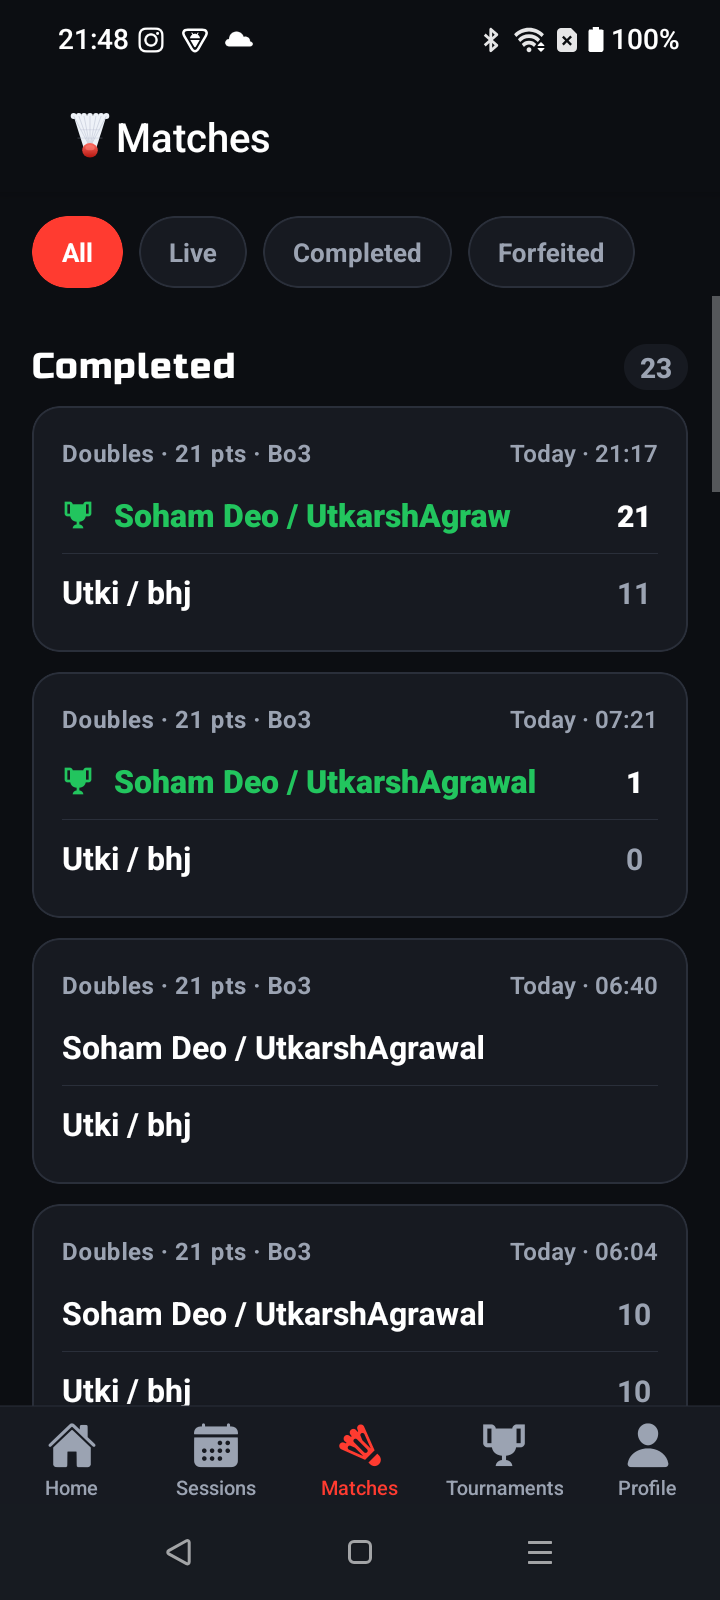 21:48 100%
Matches
All Live Completed Forfeited
Completed 23
Doubles · 21 pts · Bo3 Today · 21:17
Soham Deo / UtkarshAgraw 21
Utki / bhj 11
Doubles · 21 pts · Bo3 Today · 07:21
Soham Deo / UtkarshAgrawal 1
Utki / bhj 0
Doubles · 21 pts · Bo3 Today · 06:40
Soham Deo / UtkarshAgrawal
Utki / bhj
Doubles · 21 pts · Bo3 Today · 06:04
Soham Deo / UtkarshAgrawal 10
Utki / bhj 10
Home Sessions Matches Tournaments Profile